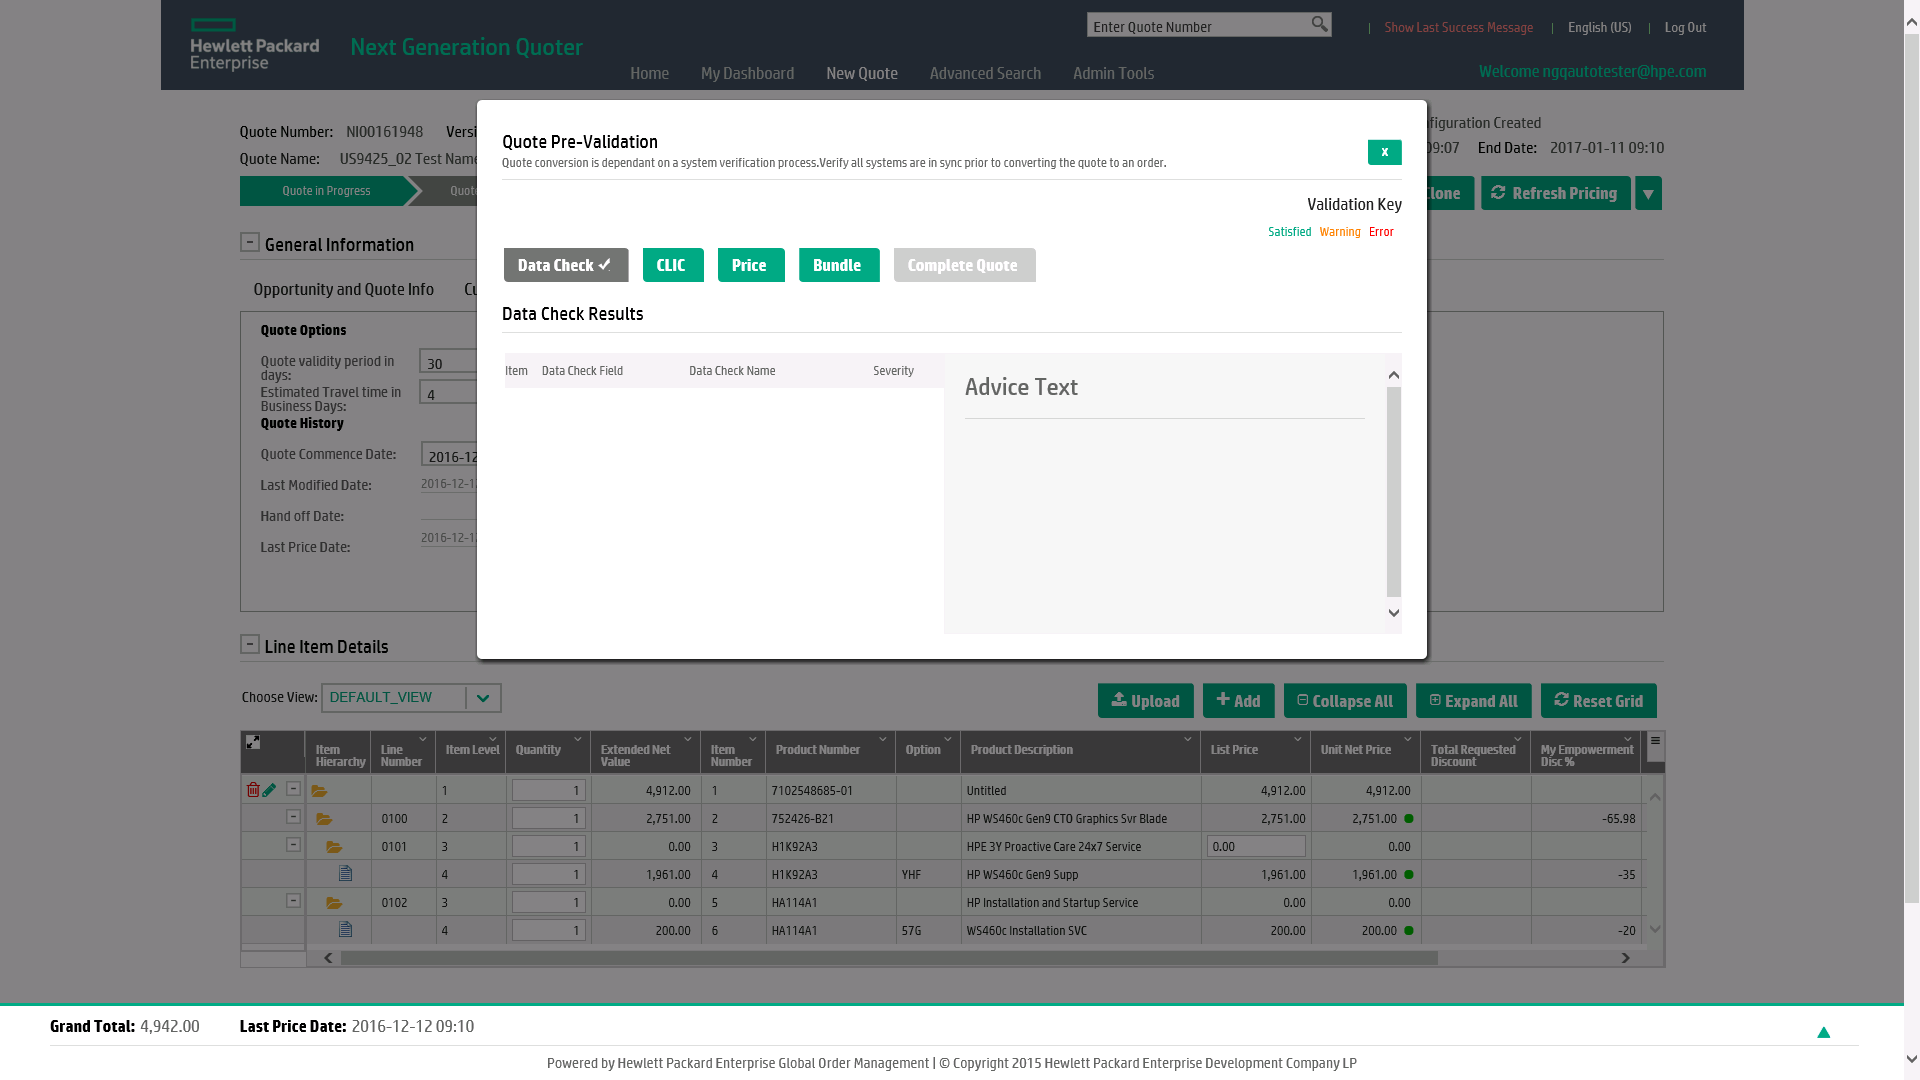 Hewlett Packard
Enterprise
Next Generation Quoter
Enter Quote Number
Show Last Success Message
English (US)
Log Out
Home
My Dashboard
New Quote
Advanced Search
Admin Tools
Welcome ngqautotester@hpe.com
Quote Number: NI00161948 Versi
figuration Created
Quote Name: US9425_02 Test Name
09:07 End Date: 2017-01-11 09:10
Quote in Progress
Quot
Clone
Refresh Pricing
Quote Pre-Validation
Quote conversion is dependant on a system verification process.Verify all systems are in sync prior to converting the quote to an order.
x
Validation Key
Satisfied Warning Error
Data Check
CLIC
Price
Bundle
Complete Quote
Data Check Results
Item Data Check Field Data Check Name Severity
Advice Text
- General Information
Opportunity and Quote Info Cu
Quote Options
Quote validity period in
days:
30
Estimated Travel time in
Business Days:
4
Quote History
Quote Commence Date: 2016-12
Last Modified Date: 2016-12-1
Hand off Date:
Last Price Date: 2016-12-1
- Line Item Details
Choose View: DEFAULT_VIEW
Upload
Add
Collapse All
Expand All
Reset Grid
Item Hierarchy Line Number Item Level Quantity Extended Net Value Item Number Product Number Option Product Description List Price Unit Net Price Total Requested Discount My Empowerment Disc %
1 1 4,912.00 1 7102548685-01 Untitled 4,912.00 4,912.00
0100 2 1 2,751.00 2 752426-B21 HP WS460c Gen9 CTO Graphics Svr Blade 2,751.00 2,751.00 -65.98
0101 3 1 0.00 3 H1K92A3 HPE 3Y Proactive Care 24x7 Service 0.00 0.00
4 1 1,961.00 4 H1K92A3 YHF HP WS460c Gen9 Supp 1,961.00 1,961.00 -35
0102 3 1 0.00 5 HA114A1 HP Installation and Startup Service 0.00 0.00
4 1 200.00 6 HA114A1 57G WS460c Installation SVC 200.00 200.00 -20
Grand Total: 4,942.00 Last Price Date: 2016-12-12 09:10
Powered by Hewlett Packard Enterprise Global Order Management | © Copyright 2015 Hewlett Packard Enterprise Development Company LP